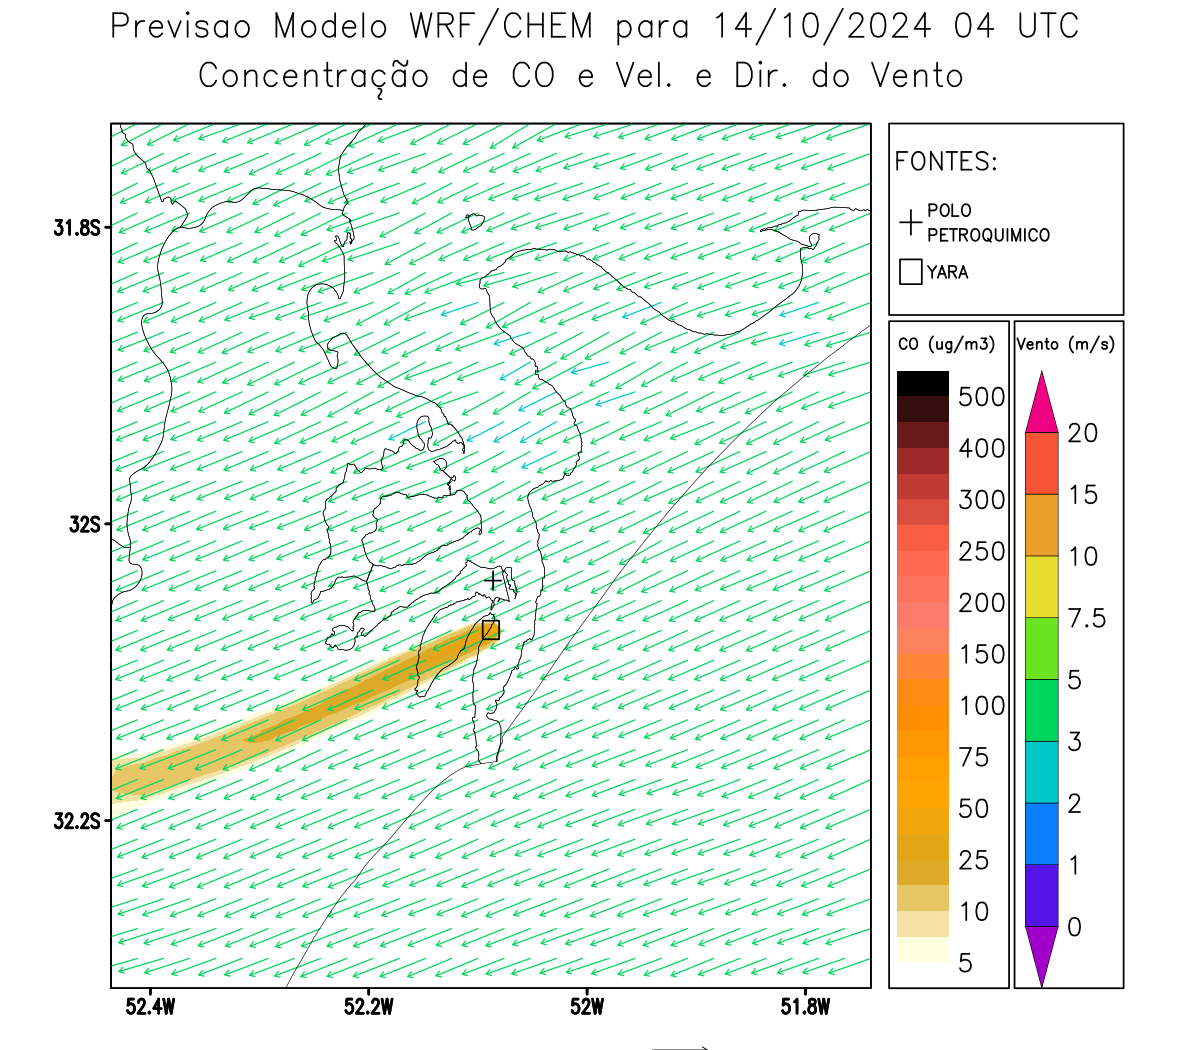 Previsao Modelo WRF/CHEM para 14/10/2024 04 UTC
Concentração de CO e Vel. e Dir. do Vento
FONTES:
POLO
PETROQUIMICO
YARA
CO (ug/m3)
500
400
300
250
200
150
100
75
50
25
10
5
Vento (m/s)
20
15
10
7.5
5
3
2
1
0
31.8S
32S
32.2S
52.4W
52.2W
52W
51.8W